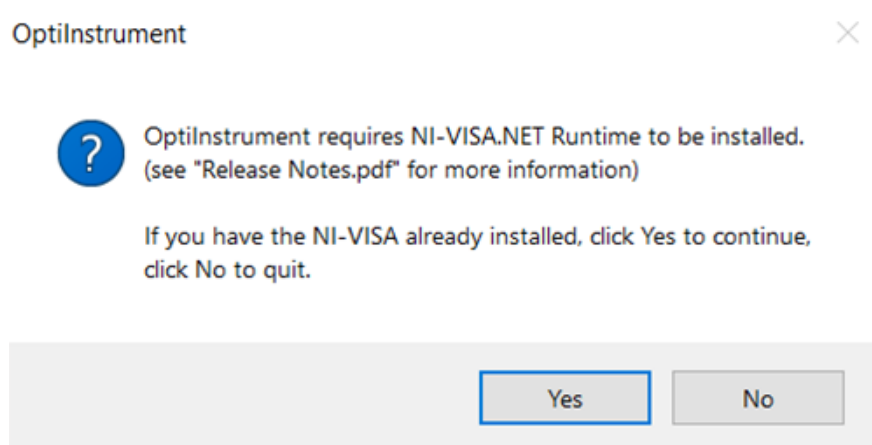 OptiInstrument
OptiInstrument requires NI-VISA.NET Runtime to be installed.
(see "Release Notes.pdf" for more information)
If you have the NI-VISA already installed, click Yes to continue,
click No to quit.
Yes
No